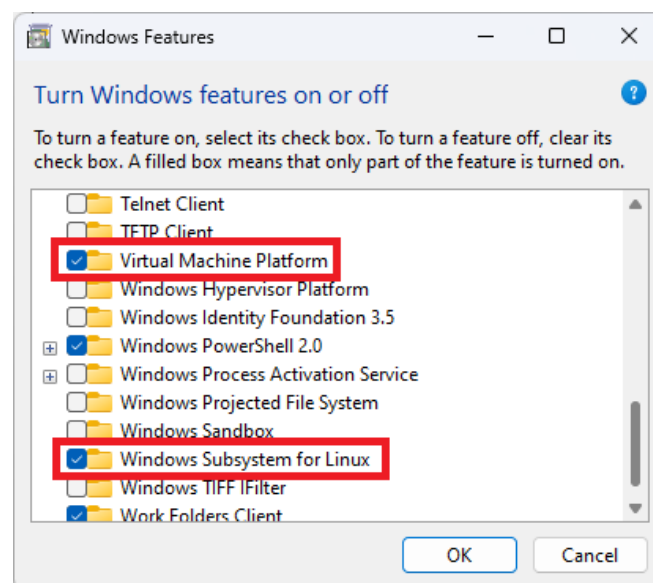 Windows Features
Turn Windows features on or off
?
To turn a feature on, select its check box. To turn a feature off, clear its
check box. A filled box means that only part of the feature is turned on.
Telnet Client
TFTP Client
Virtual Machine Platform
Windows Hypervisor Platform
Windows Identity Foundation 3.5
Windows PowerShell 2.0
Windows Process Activation Service
Windows Projected File System
Windows Sandbox
Windows Subsystem for Linux
Windows TIFF IFilter
Work Folders Client
OK
Cancel